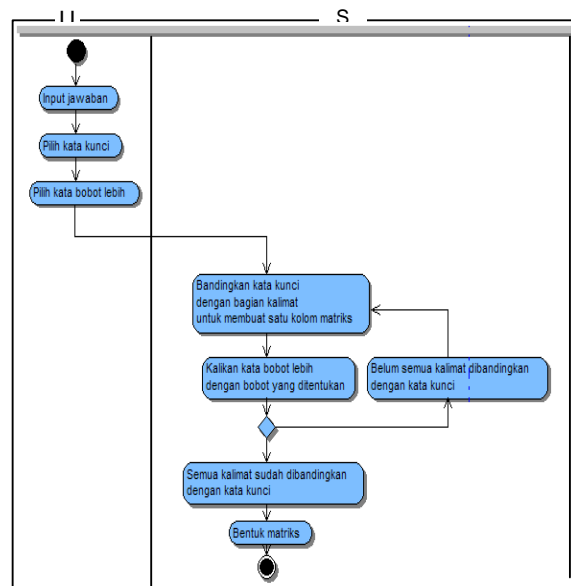 S
Input jawaban
Pilih kata kunci
Pilih kata bobot lebih
Bandingkan kata kunci
dengan bagian kalimat
untuk membuat satu kolom matriks
Kalikan kata bobot lebih
dengan bobot yang ditentukan
Belum semua kalimat dibandingkan
dengan kata kunci
Semua kalimat sudah dibandingkan
dengan kata kunci
Bentuk matriks